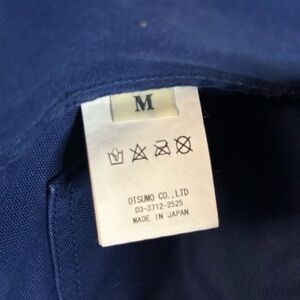 M
OTSUMO CO.,LTD
03-3712-2525
MADE IN JAPAN